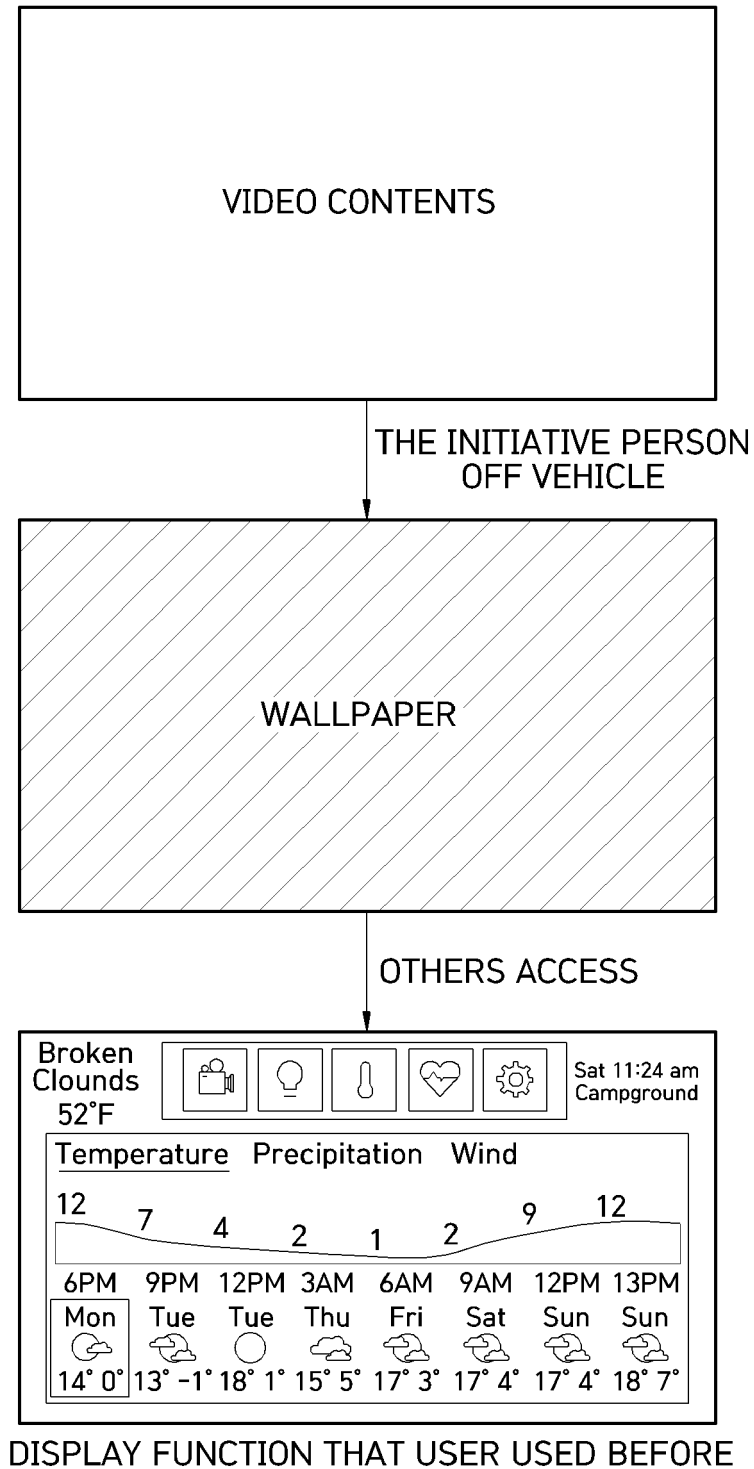 VIDEO CONTENTS
THE INITIATIVE PERSON
OFF VEHICLE
WALLPAPER
OTHERS ACCESS
Broken
Clounds
52°F
Sat 11:24 am
Campground
Temperature Precipitation Wind
12 7 4 2 1 2 9 12
6PM 9PM 12PM 3AM 6AM 9AM 12PM 13PM
Mon Tue Tue Thu Fri Sat Sun Sun
14° 0° 13° -1° 18° 1° 15° 5° 17° 3° 17° 4° 17° 4° 18° 7°
DISPLAY FUNCTION THAT USER USED BEFORE